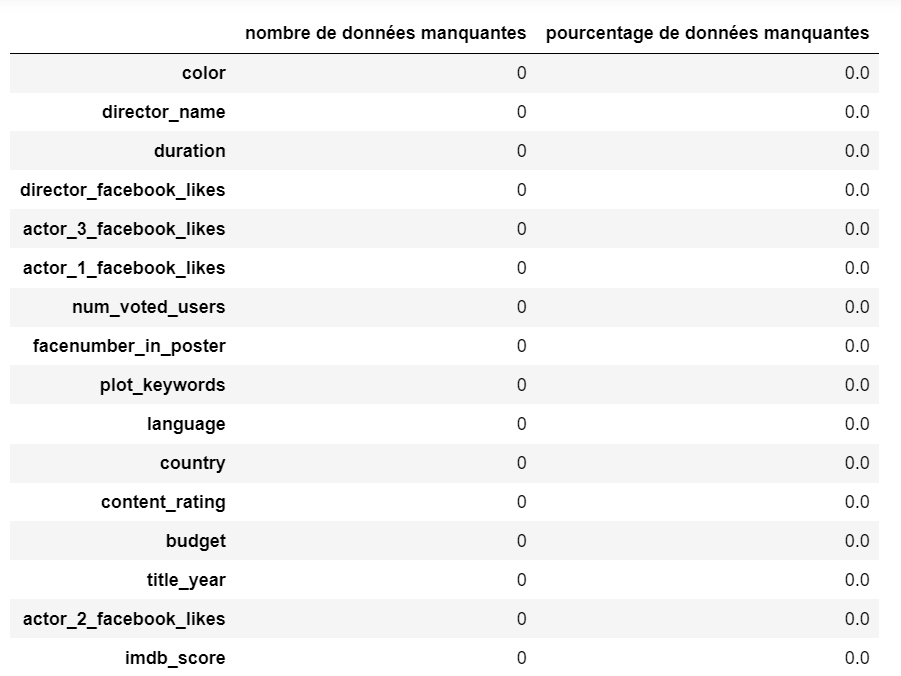 nombre de données manquantes pourcentage de données manquantes
color 0 0.0
director_name 0 0.0
duration 0 0.0
director_facebook_likes 0 0.0
actor_3_facebook_likes 0 0.0
actor_1_facebook_likes 0 0.0
num_voted_users 0 0.0
facenumber_in_poster 0 0.0
plot_keywords 0 0.0
language 0 0.0
country 0 0.0
content_rating 0 0.0
budget 0 0.0
title_year 0 0.0
actor_2_facebook_likes 0 0.0
imdb_score 0 0.0